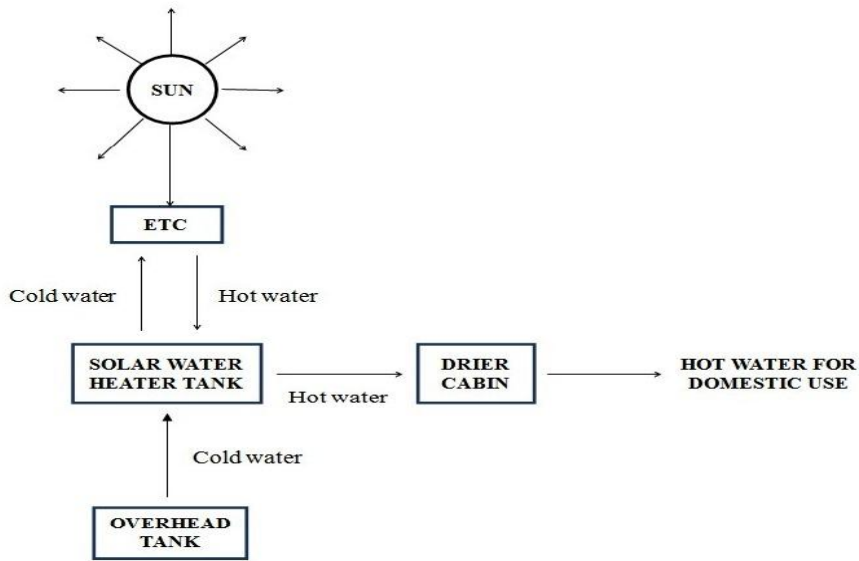 SUN
ETC
Cold water
Hot water
SOLAR WATER
HEATER TANK
Hot water
DRIER
CABIN
HOT WATER FOR
DOMESTIC USE
Cold water
OVERHEAD
TANK